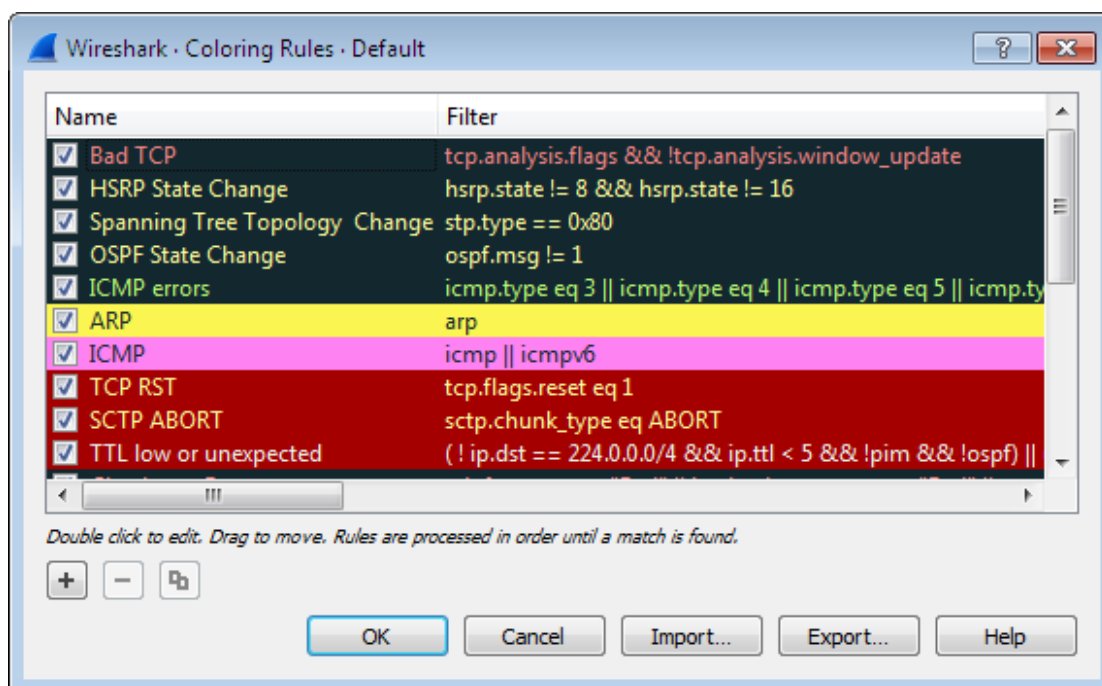 Wireshark · Coloring Rules · Default
Name Filter
Bad TCP tcp.analysis.flags && !tcp.analysis.window_update
HSRP State Change hsrp.state != 8 && hsrp.state != 16
Spanning Tree Topology  Change stp.type == 0x80
OSPF State Change ospf.msg != 1
ICMP errors icmp.type eq 3 || icmp.type eq 4 || icmp.type eq 5 || icmp.ty
ARP arp
ICMP icmp || icmpv6
TCP RST tcp.flags.reset eq 1
SCTP ABORT sctp.chunk_type eq ABORT
TTL low or unexpected ( ! ip.dst == 224.0.0.0/4 && ip.ttl < 5 && !pim && !ospf) ||
Double click to edit. Drag to move. Rules are processed in order until a match is found.
OK Cancel Import... Export... Help